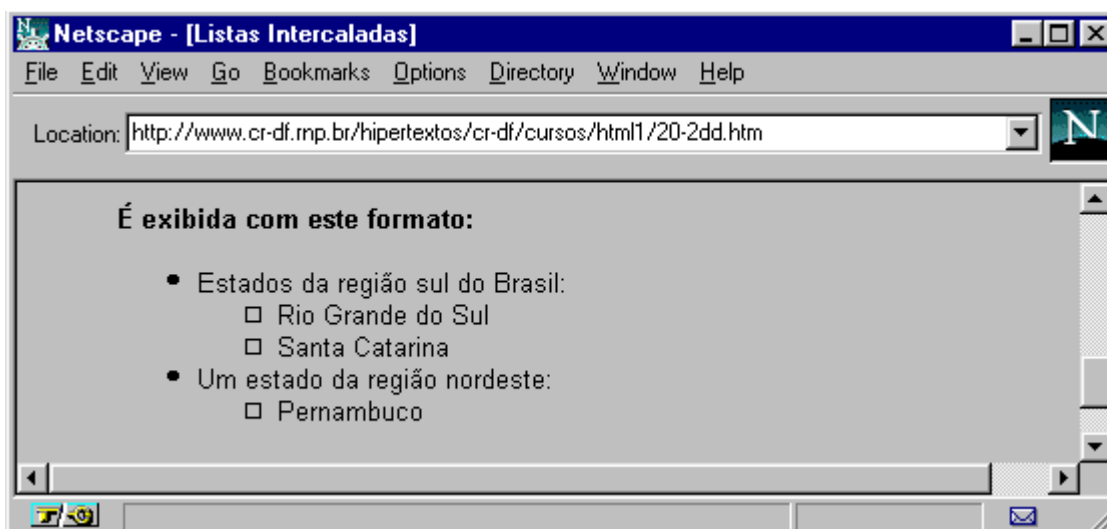 Netscape - [Listas Intercaladas]
File Edit View Go Bookmarks Options Directory Window Help
Location: http://www.cr-df.rnp.br/hipertextos/cr-df/cursos/html1/20-2dd.htm
N
É exibida com este formato:
Estados da região sul do Brasil:
Rio Grande do Sul
Santa Catarina
Um estado da região nordeste:
Pernambuco